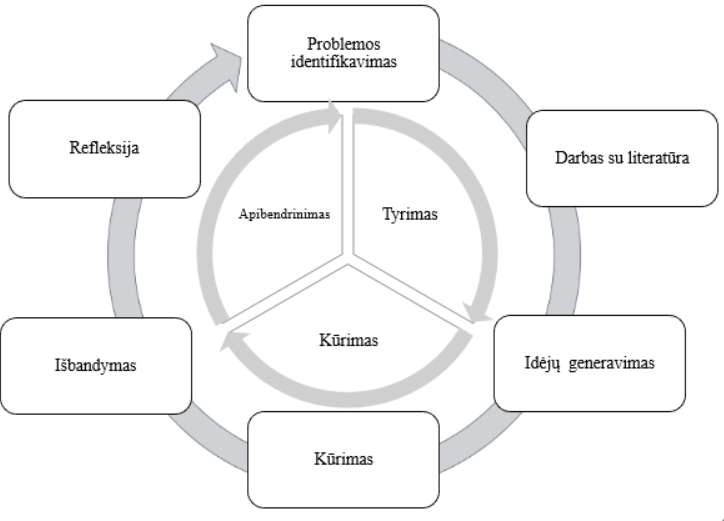 Problemos
identifikavimas
Darbas su literatūra
Idėjų generavimas
Kūrimas
Išbandymas
Refleksija
Apibendrinimas
Tyrimas
Kūrimas